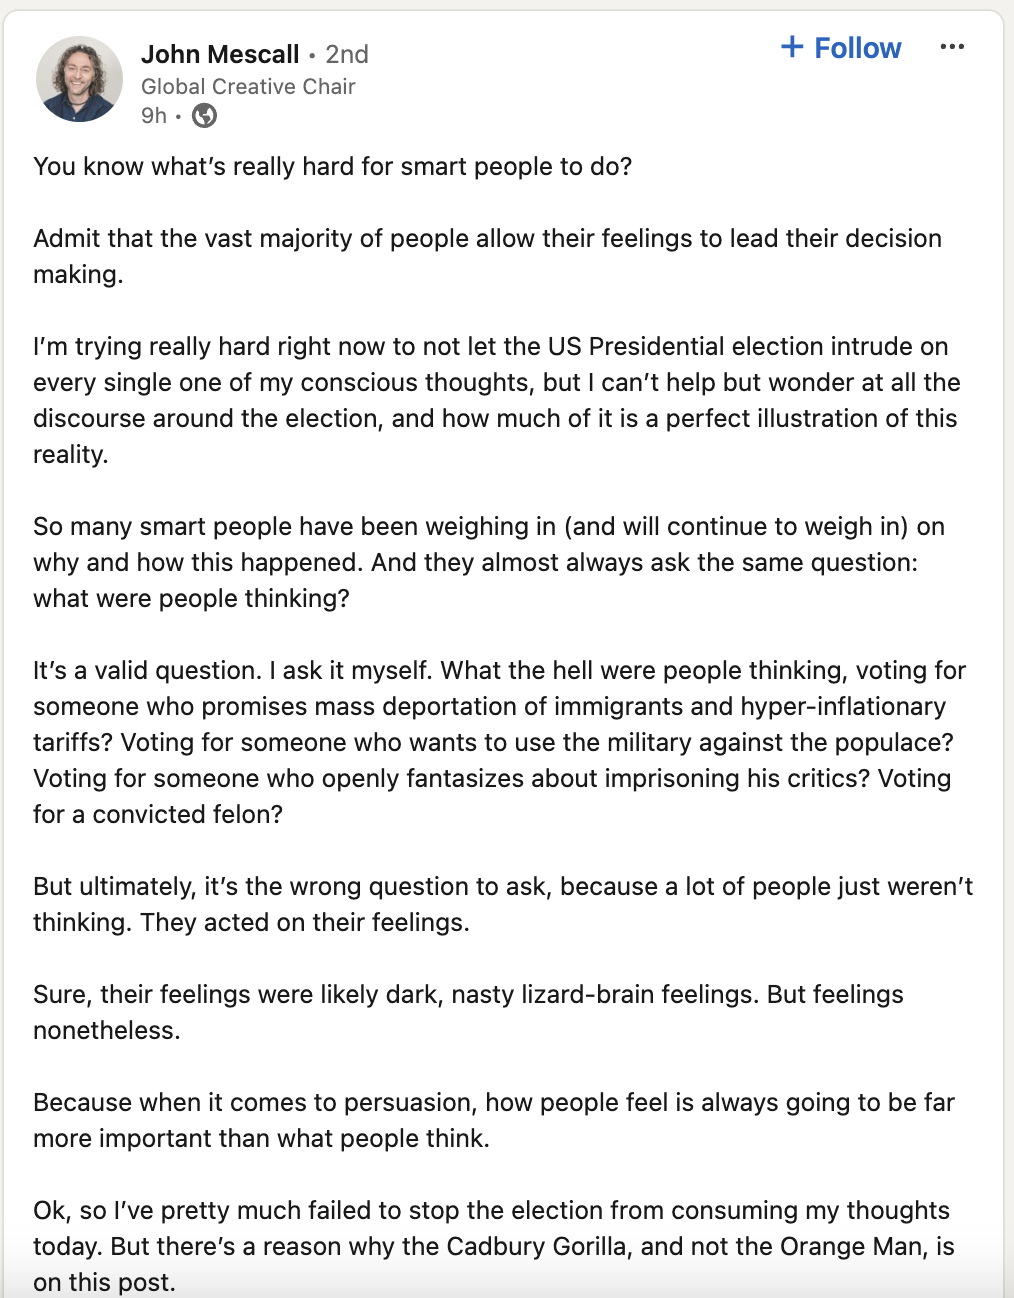 John Mescall • 2nd
+ Follow
Global Creative Chair
9h •
You know what's really hard for smart people to do?
Admit that the vast majority of people allow their feelings to lead their decision
making.
I'm trying really hard right now to not let the US Presidential election intrude on
every single one of my conscious thoughts, but I can't help but wonder at all the
discourse around the election, and how much of it is a perfect illustration of this
reality.
So many smart people have been weighing in (and will continue to weigh in) on
why and how this happened. And they almost always ask the same question:
what were people thinking?
It's a valid question. I ask it myself. What the hell were people thinking, voting for
someone who promises mass deportation of immigrants and hyper-inflationary
tariffs? Voting for someone who wants to use the military against the populace?
Voting for someone who openly fantasizes about imprisoning his critics? Voting
for a convicted felon?
But ultimately, it's the wrong question to ask, because a lot of people just weren't
thinking. They acted on their feelings.
Sure, their feelings were likely dark, nasty lizard-brain feelings. But feelings
nonetheless.
Because when it comes to persuasion, how people feel is always going to be far
more important than what people think.
Ok, so I've pretty much failed to stop the election from consuming my thoughts
today. But there's a reason why the Cadbury Gorilla, and not the Orange Man, is
on this post.